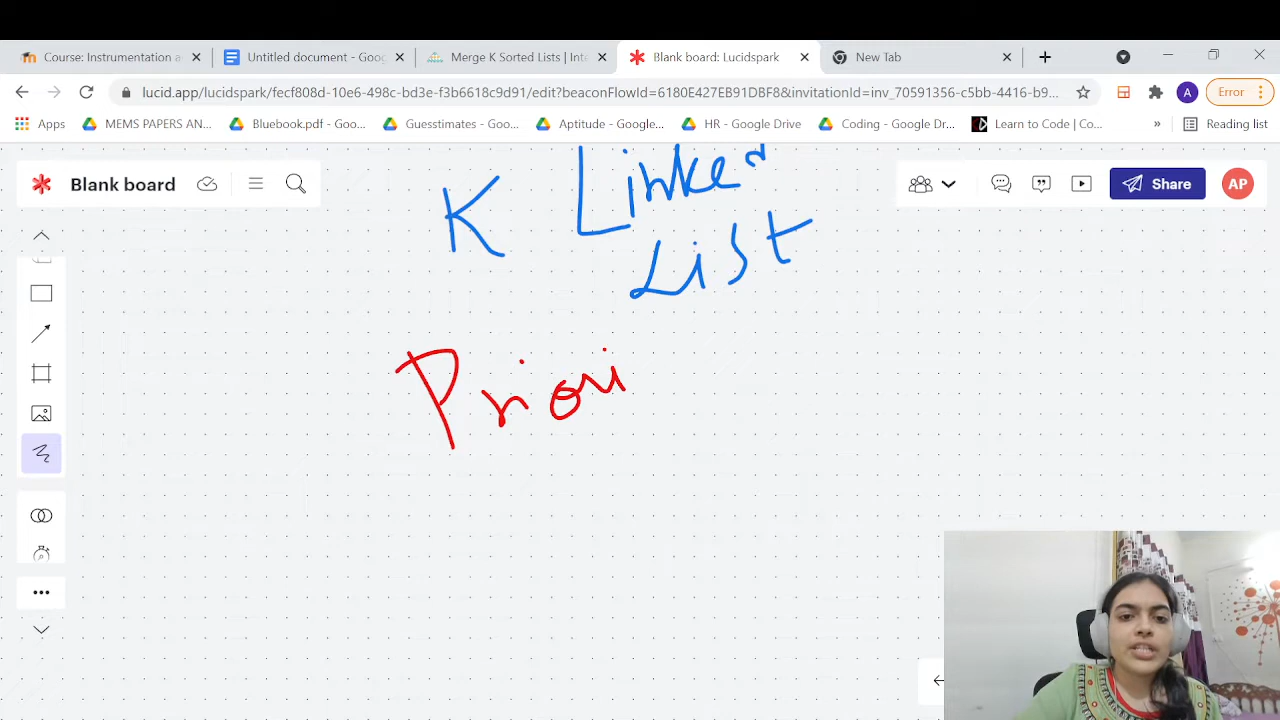 Course: Instrumentation a
Untitled document - Goog
Merge K Sorted Lists | Inte
Blank board: Lucidspark
New Tab
lucid.app/lucidspark/fecf808d-10e6-498c-bd3e-f3b6618c9d91/edit?beaconFlowId=6180E427EB91DBF8&invitationId=inv_70591356-c5bb-4416-b9...
A
Error
Apps
MEMS PAPERS AN...
Bluebook.pdf - Goo...
Guesstimates - Goo...
Aptitude - Google...
HR - Google Drive
Coding - Google Dr...
Learn to Code | Co...
»
Reading list
Blank board
Share
AP
K Linked
List
Priori